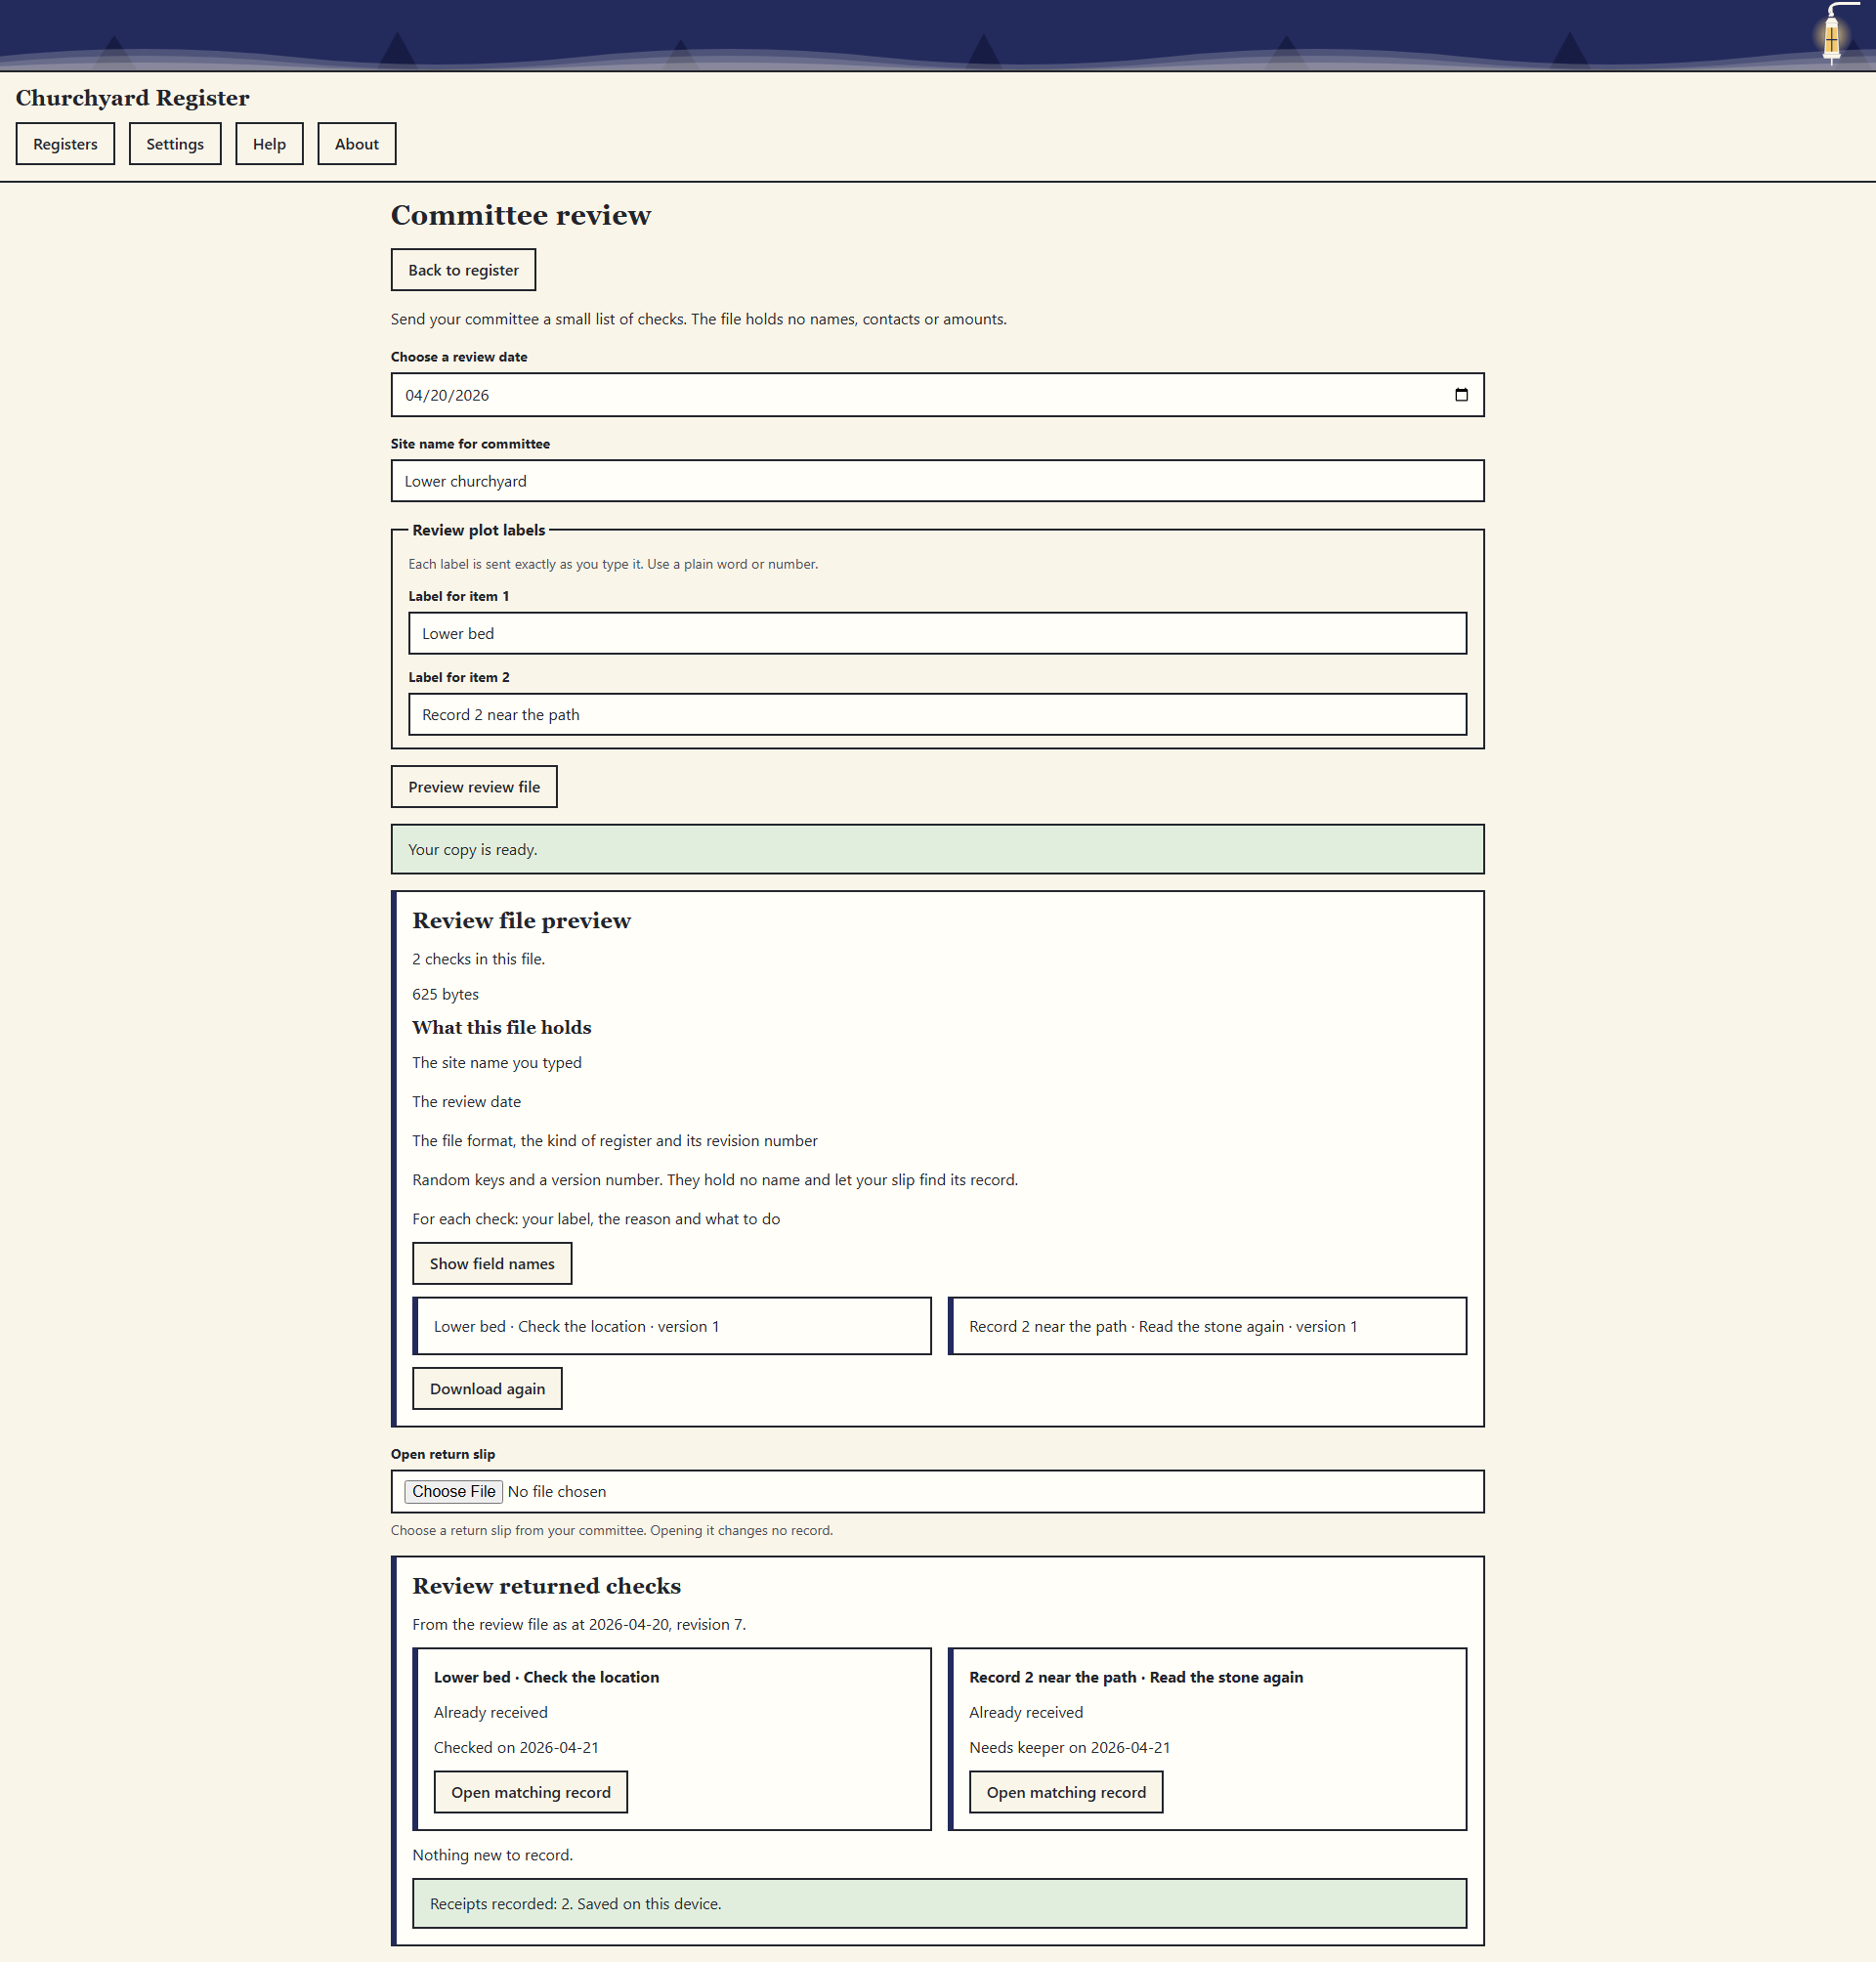 Churchyard Register
Registers
Settings
Help
About
Committee review
Back to register
Send your committee a small list of checks. The file holds no names, contacts or amounts.
Choose a review date
04/20/2026
Site name for committee
Lower churchyard
Review plot labels
Each label is sent exactly as you type it. Use a plain word or number.
Label for item 1
Lower bed
Label for item 2
Record 2 near the path
Preview review file
Your copy is ready.
Review file preview
2 checks in this file.
625 bytes
What this file holds
The site name you typed
The review date
The file format, the kind of register and its revision number
Random keys and a version number. They hold no name and let your slip find its record.
For each check: your label, the reason and what to do
Show field names
Lower bed · Check the location · version 1
Record 2 near the path · Read the stone again · version 1
Download again
Open return slip
Choose File No file chosen
Choose a return slip from your committee. Opening it changes no record.
Review returned checks
From the review file as at 2026-04-20, revision 7.
Lower bed · Check the location
Already received
Checked on 2026-04-21
Open matching record
Record 2 near the path · Read the stone again
Already received
Needs keeper on 2026-04-21
Open matching record
Nothing new to record.
Receipts recorded: 2. Saved on this device.